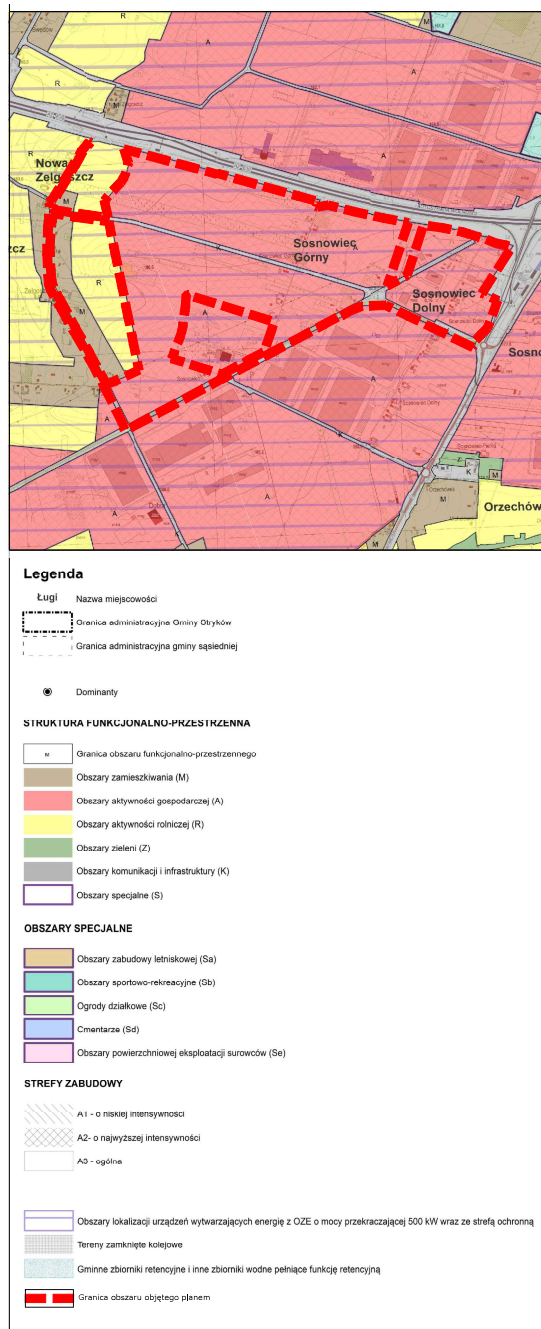 M
R
A
A
R
M
R
A
Nowa
Zelgoszcz
M
zcz
Sosnowiec
Górny
A
R
Sosnowiec
Dolny
M
A
Sosno
A
A
K
Z
K
M
A
M
A
Orzechów
K
M
R
Legenda
Ługi Nazwa miejscowości
Granica administracyjna Gminy Stryków
Granica administracyjna gminy sąsiedniej
Dominanty
STRUKTURA FUNKCJONALNO-PRZESTRZENNA
M Granica obszaru funkcjonalno-przestrzennego
Obszary zamieszkiwania (M)
Obszary aktywności gospodarczej (A)
Obszary aktywności rolniczej (R)
Obszary zieleni (Z)
Obszary komunikacji i infrastruktury (K)
Obszary specjalne (S)
OBSZARY SPECJALNE
Obszary zabudowy letniskowej (Sa)
Obszary sportowo-rekreacyjne (Sb)
Ogrody działkowe (Sc)
Cmentarze (Sd)
Obszary powierzchniowej eksploatacji surowców (Se)
STREFY ZABUDOWY
A1 - o niskiej intensywności
A2- o najwyższej intensywności
A3 - ogólna
Obszary lokalizacji urządzeń wytwarzających energię z OZE o mocy przekraczającej 500 kW wraz ze strefą ochronną
Tereny zamknięte kolejowe
Gminne zbiorniki retencyjne i inne zbiorniki wodne pełniące funkcję retencyjną
Granica obszaru objętego planem